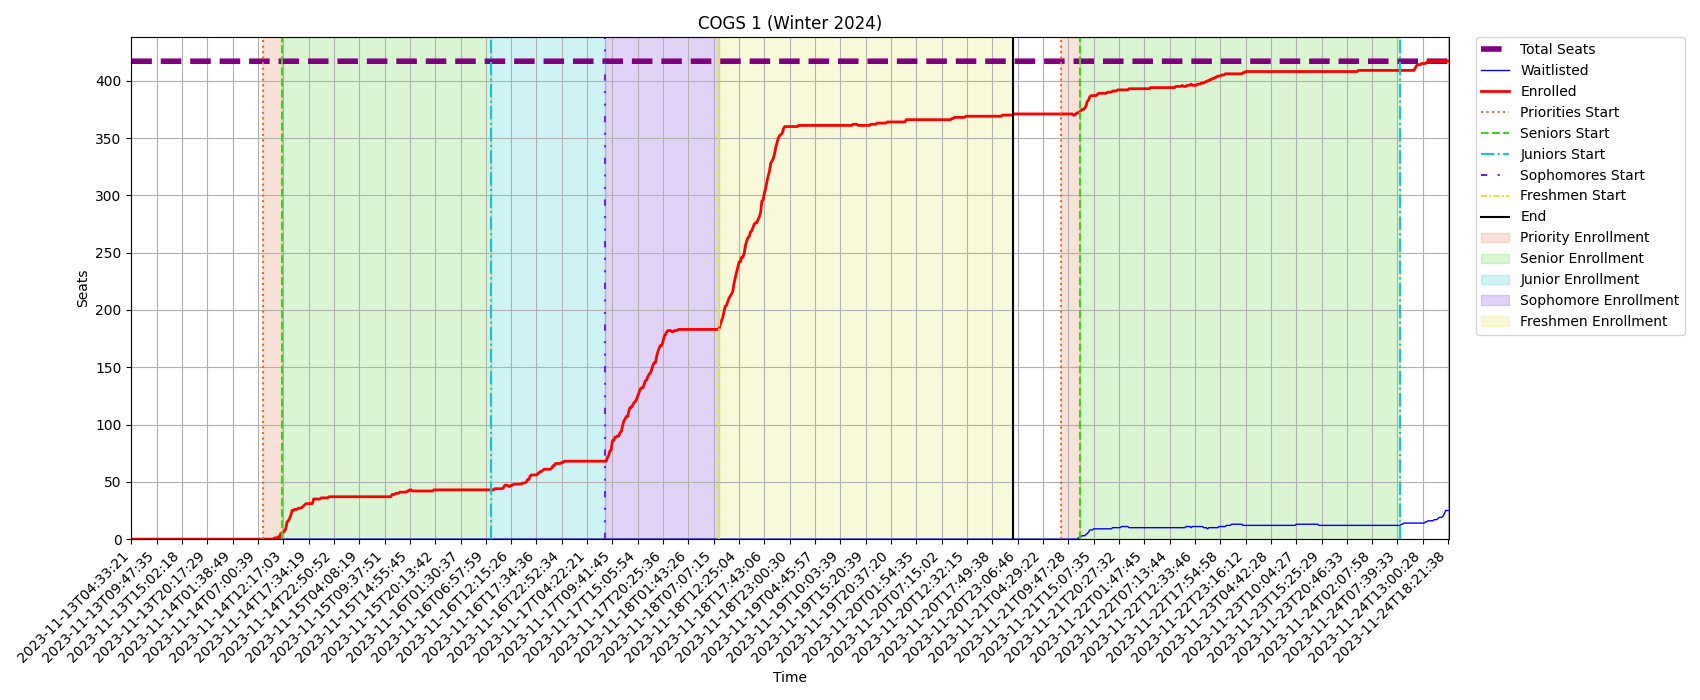 COGS 1 (Winter 2024)
Seats
400
350
300
250
200
150
100
50
0
2023-11-13T04:33:21
2023-11-13T09:47:35
2023-11-13T15:02:18
2023-11-13T20:17:29
2023-11-14T01:38:49
2023-11-14T07:00:39
2023-11-14T12:17:03
2023-11-14T17:34:19
2023-11-14T22:50:52
2023-11-15T04:08:19
2023-11-15T09:37:51
2023-11-15T14:55:45
2023-11-15T20:13:42
2023-11-16T01:30:37
2023-11-16T06:57:59
2023-11-16T12:15:26
2023-11-16T17:34:36
2023-11-16T22:52:34
2023-11-17T04:22:21
2023-11-17T09:41:45
2023-11-17T15:05:54
2023-11-17T20:25:36
2023-11-18T01:43:26
2023-11-18T07:07:15
2023-11-18T12:25:04
2023-11-18T17:43:06
2023-11-18T23:00:30
2023-11-19T04:45:57
2023-11-19T10:03:39
2023-11-19T15:20:39
2023-11-19T20:37:20
2023-11-20T01:54:35
2023-11-20T07:15:02
2023-11-20T12:32:15
2023-11-20T17:49:38
2023-11-20T23:06:46
2023-11-21T04:29:22
2023-11-21T09:47:28
2023-11-21T15:07:35
2023-11-21T20:27:32
2023-11-22T01:47:45
2023-11-22T07:13:44
2023-11-22T12:33:46
2023-11-22T17:54:58
2023-11-22T23:16:12
2023-11-23T04:42:28
2023-11-23T10:04:27
2023-11-23T15:25:29
2023-11-23T20:46:33
2023-11-24T02:07:58
2023-11-24T07:39:33
2023-11-24T13:00:28
2023-11-24T18:21:38
Time
Total Seats
Waitlisted
Enrolled
Priorities Start
Seniors Start
Juniors Start
Sophomores Start
Freshmen Start
End
Priority Enrollment
Senior Enrollment
Junior Enrollment
Sophomore Enrollment
Freshmen Enrollment